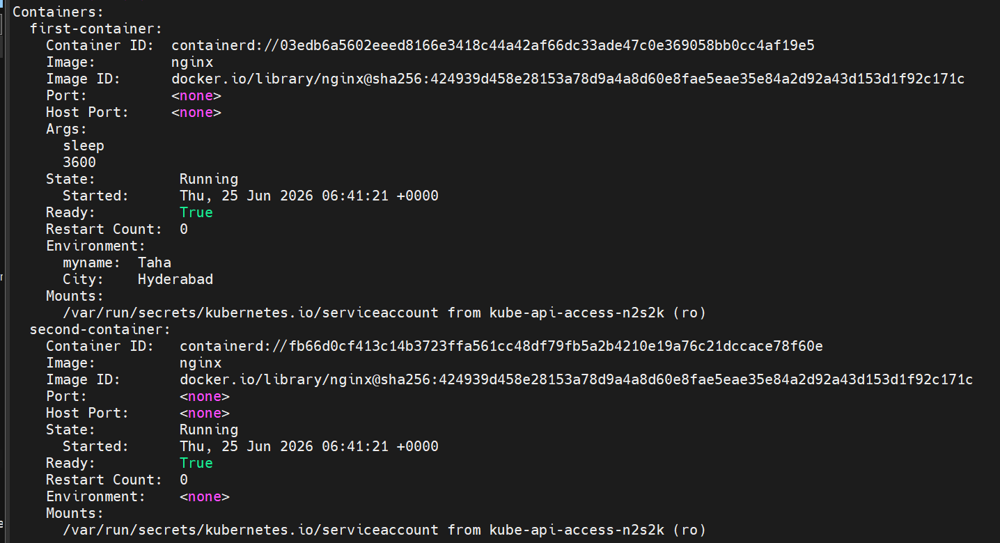 Containers:
  first-container:
    Container ID:  containerd://03edb6a5602eeed8166e3418c44a42af66dc33ade47c0e369058bb0cc4af19e5
    Image:         nginx
    Image ID:      docker.io/library/nginx@sha256:424939d458e28153a78d9a4a8d60e8fae5eae35e84a2d92a43d153d1f92c171c
    Port:          <none>
    Host Port:     <none>
    Args:
      sleep
      3600
    State:          Running
      Started:      Thu, 25 Jun 2026 06:41:21 +0000
    Ready:          True
    Restart Count:  0
    Environment:
      myname:  Taha
      City:    Hyderabad
    Mounts:
      /var/run/secrets/kubernetes.io/serviceaccount from kube-api-access-n2s2k (ro)
  second-container:
    Container ID:   containerd://fb66d0cf413c14b3723ffa561cc48df79fb5a2b4210e19a76c21dccace78f60e
    Image:          nginx
    Image ID:       docker.io/library/nginx@sha256:424939d458e28153a78d9a4a8d60e8fae5eae35e84a2d92a43d153d1f92c171c
    Port:           <none>
    Host Port:      <none>
    State:          Running
      Started:      Thu, 25 Jun 2026 06:41:21 +0000
    Ready:          True
    Restart Count:  0
    Environment:    <none>
    Mounts:
      /var/run/secrets/kubernetes.io/serviceaccount from kube-api-access-n2s2k (ro)